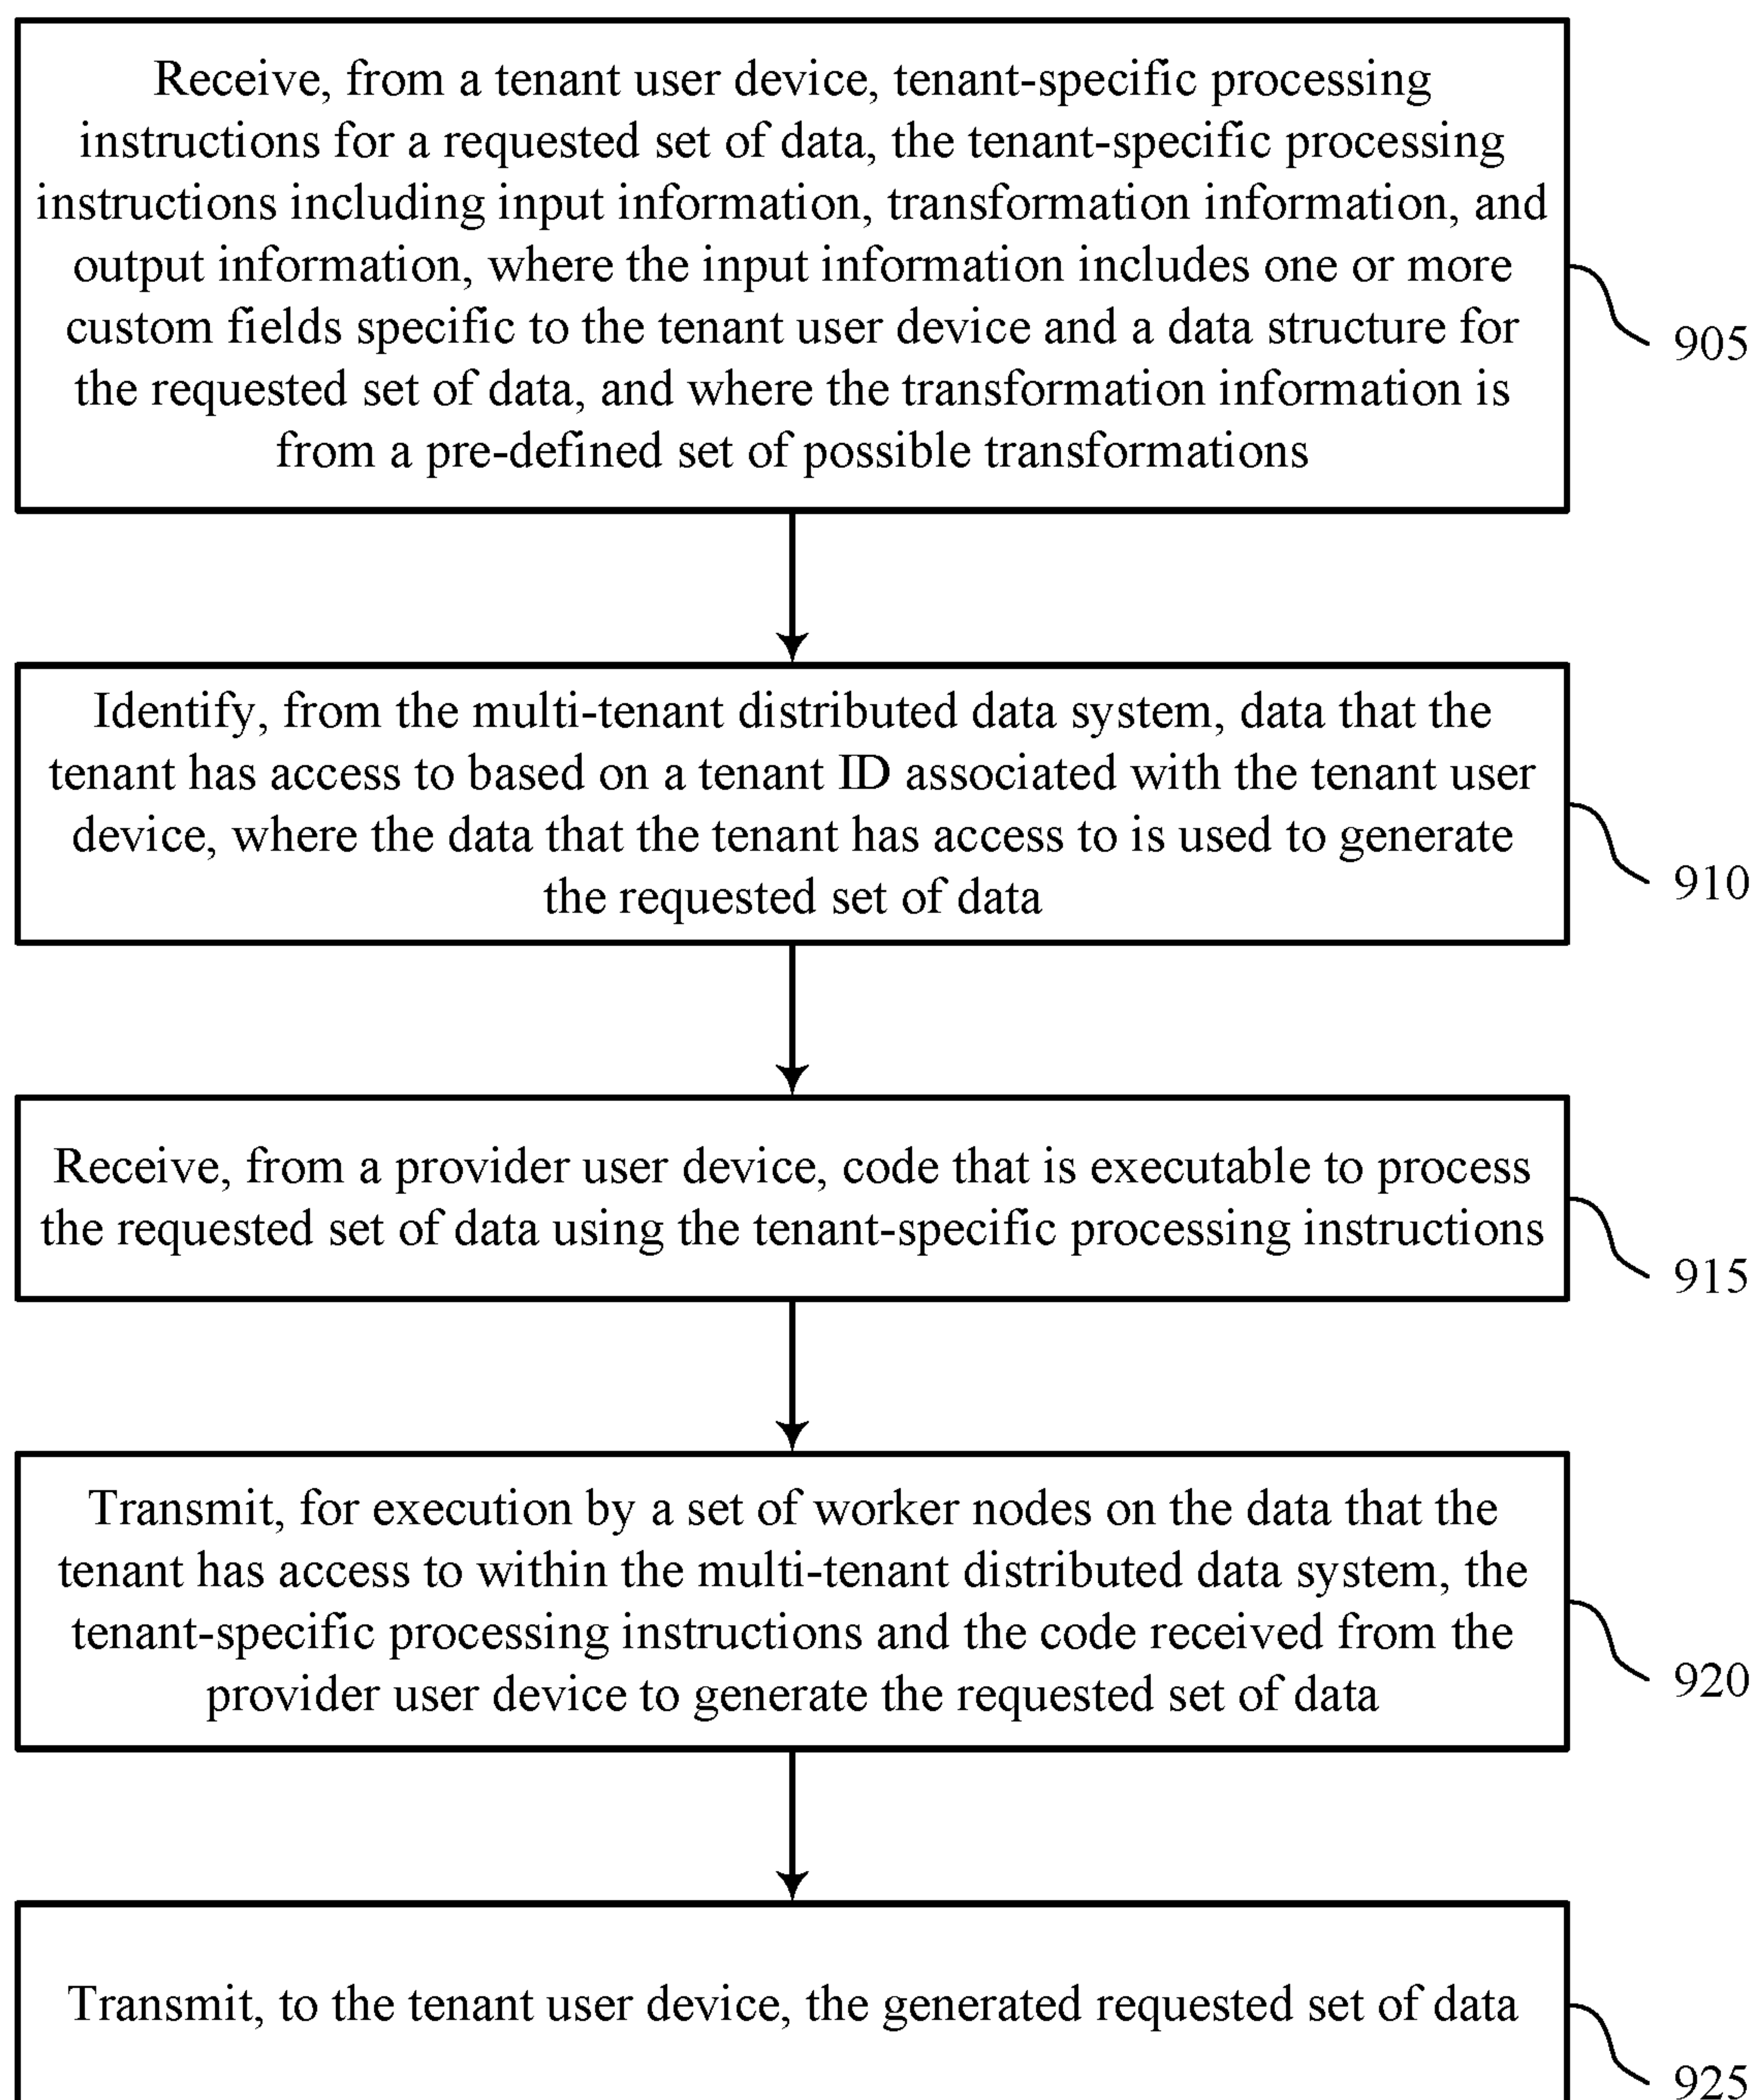 Receive, from a tenant user device, tenant-specific processing
instructions for a requested set of data, the tenant-specific processing
instructions including input information, transformation information, and
output information, where the input information includes one or more
custom fields specific to the tenant user device and a data structure for
the requested set of data, and where the transformation information is
from a pre-defined set of possible transformations
905
Identify, from the multi-tenant distributed data system, data that the
tenant has access to based on a tenant ID associated with the tenant user
device, where the data that the tenant has access to is used to generate
the requested set of data
910
Receive, from a provider user device, code that is executable to process
the requested set of data using the tenant-specific processing instructions
915
Transmit, for execution by a set of worker nodes on the data that the
tenant has access to within the multi-tenant distributed data system, the
tenant-specific processing instructions and the code received from the
provider user device to generate the requested set of data
920
Transmit, to the tenant user device, the generated requested set of data
925